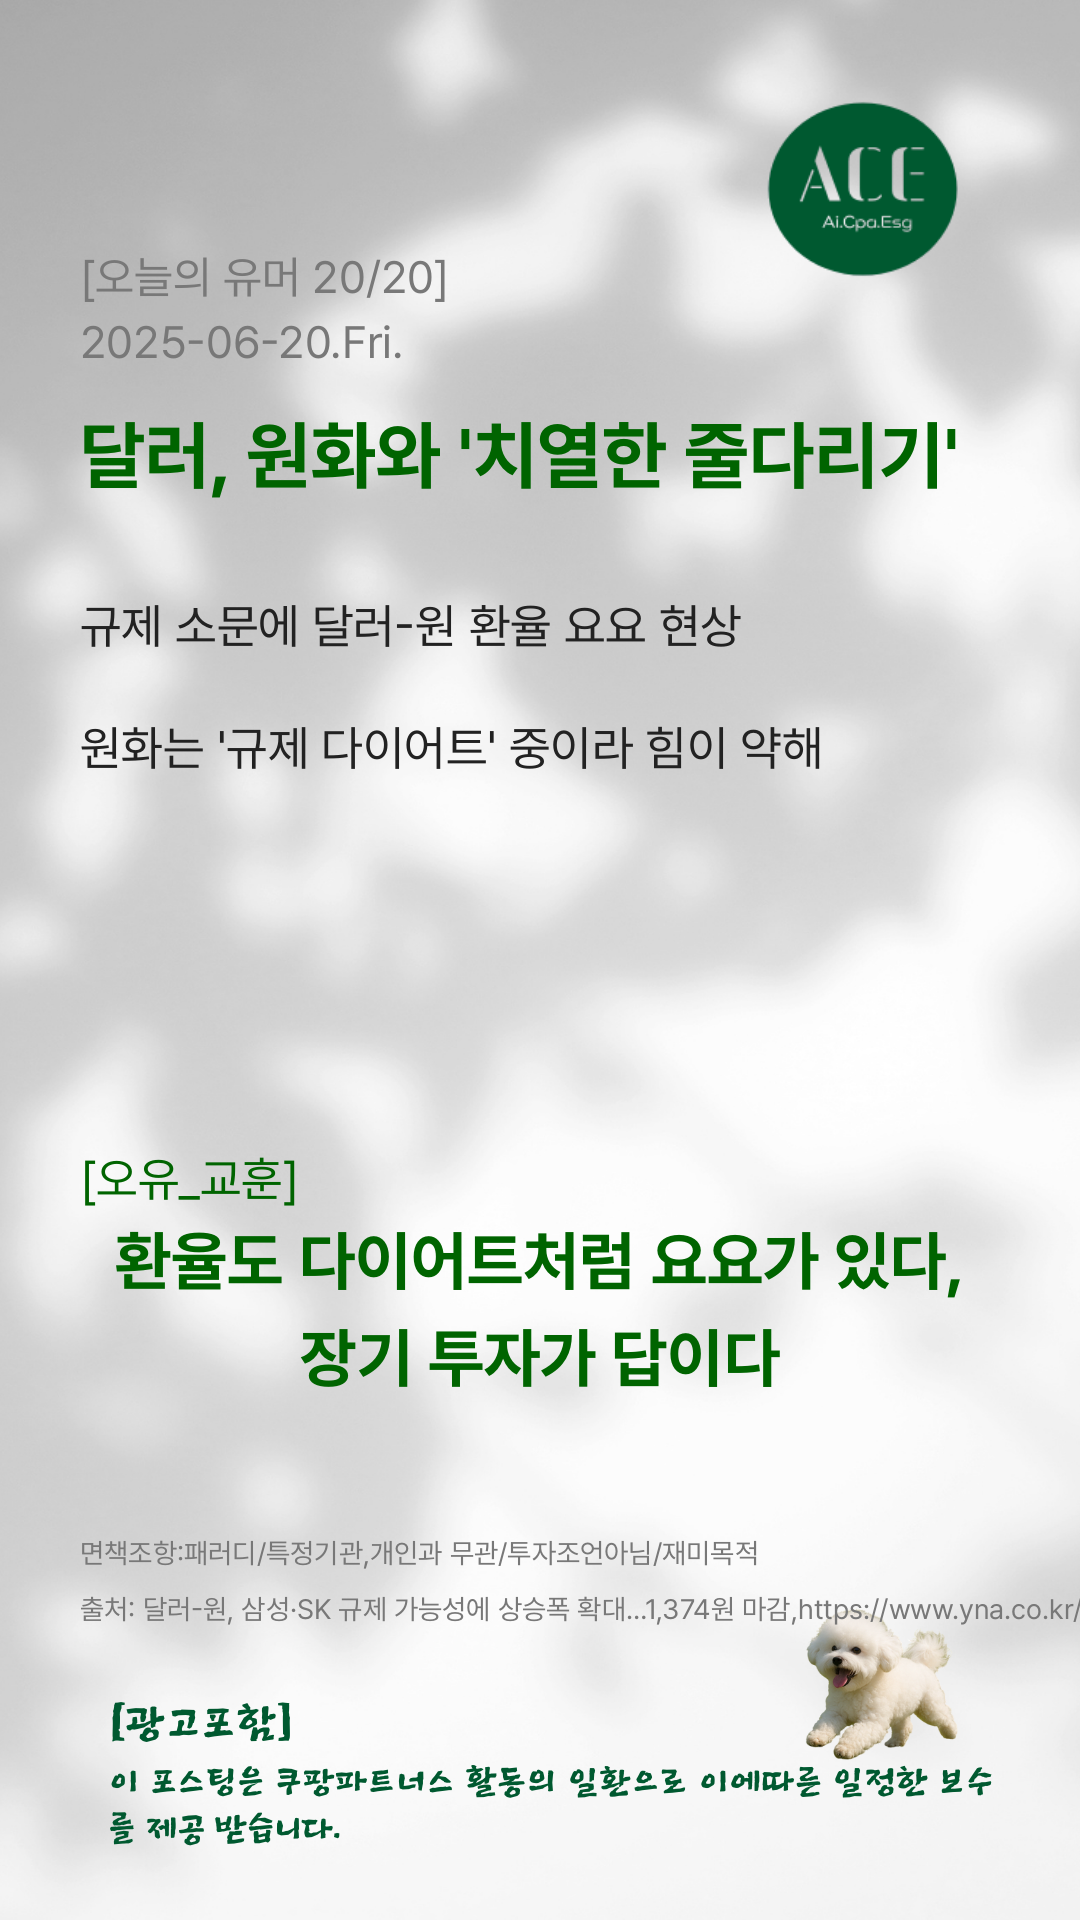 ACE
Ai.Cpa.Esg
[오늘의 유머 20/20]
2025-06-20.Fri.
달러, 원화와 '치열한 줄다리기'
규제 소문에 달러-원 환율 요요 현상
원화는 '규제 다이어트' 중이라 힘이 약해
[오유_교훈]
환율도 다이어트처럼 요요가 있다,
장기 투자가 답이다
면책조항:패러디/특정기관,개인과 무관/투자조언아님/재미목적
출처: 달러-원, 삼성·SK 규제 가능성에 상승폭 확대...1,374원 마감,https://www.yna.co.kr/
[광고포함]
이 포스팅은 쿠팡파트너스 활동의 일환으로 이에따른 일정한 보수
를 제공 받습니다.